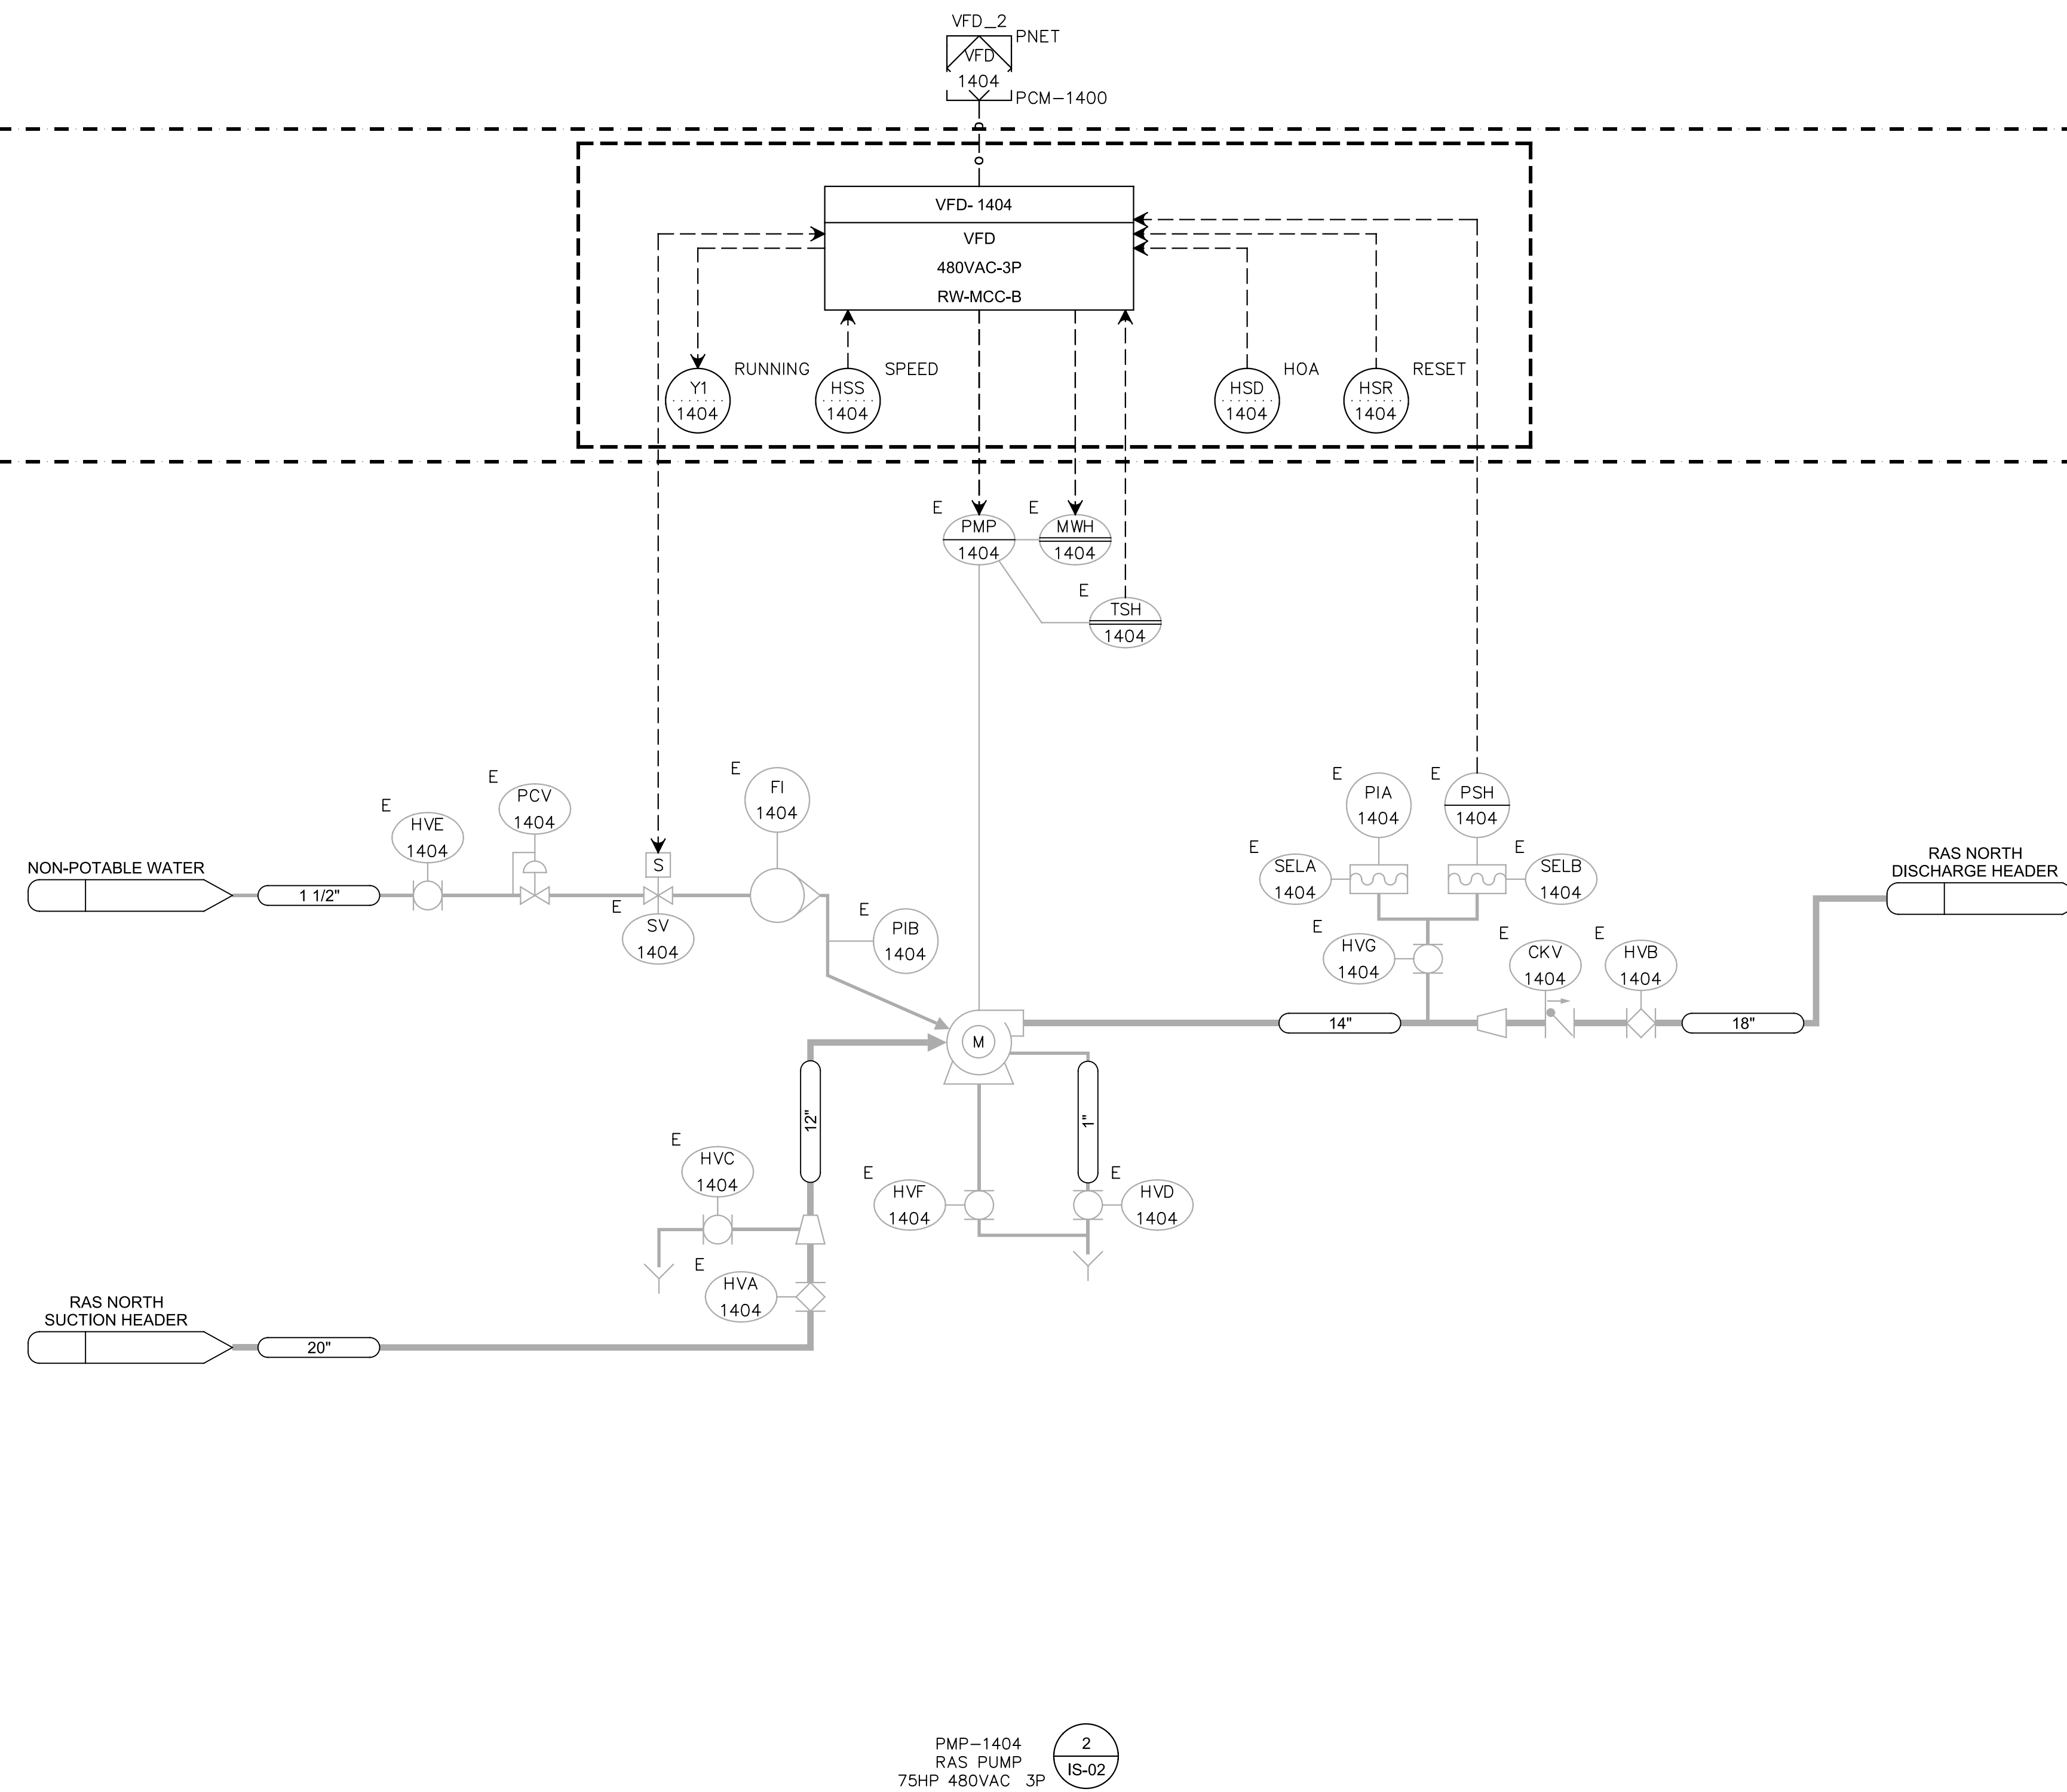 VFD_2
PNET
VFD
1404
PCM-1400
VFD- 1404
VFD
480VAC-3P
RW-MCC-B
RUNNING
SPEED
HOA
RESET
Y1
1404
HSS
1404
HSD
1404
HSR
1404
E
PMP
1404
E
MWH
1404
E
TSH
1404
E
HVE
1404
E
PCV
1404
E
FI
1404
E
PIA
1404
E
PSH
1404
NON-POTABLE WATER
1 1/2"
S
E
SV
1404
E
PIB
1404
E
SELA
1404
E
SELB
1404
RAS NORTH
DISCHARGE HEADER
E
HVG
1404
E
CKV
1404
E
HVB
1404
M
14"
18"
12"
1"
E
HVC
1404
E
HVF
1404
E
HVD
1404
E
HVA
1404
RAS NORTH
SUCTION HEADER
20"
PMP-1404
RAS PUMP
75HP 480VAC 3P
2
IS-02